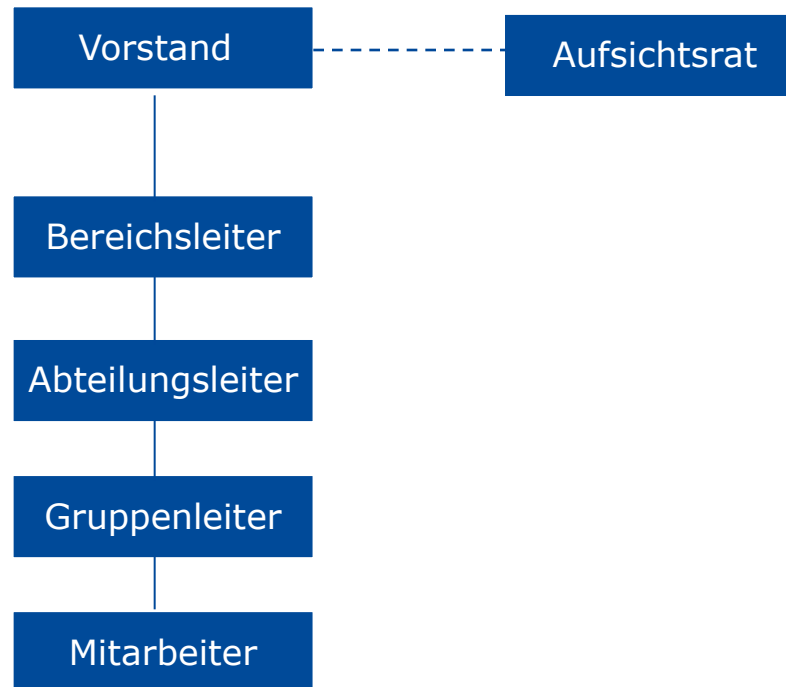 Vorstand
Aufsichtsrat
Bereichsleiter
Abteilungsleiter
Gruppenleiter
Mitarbeiter